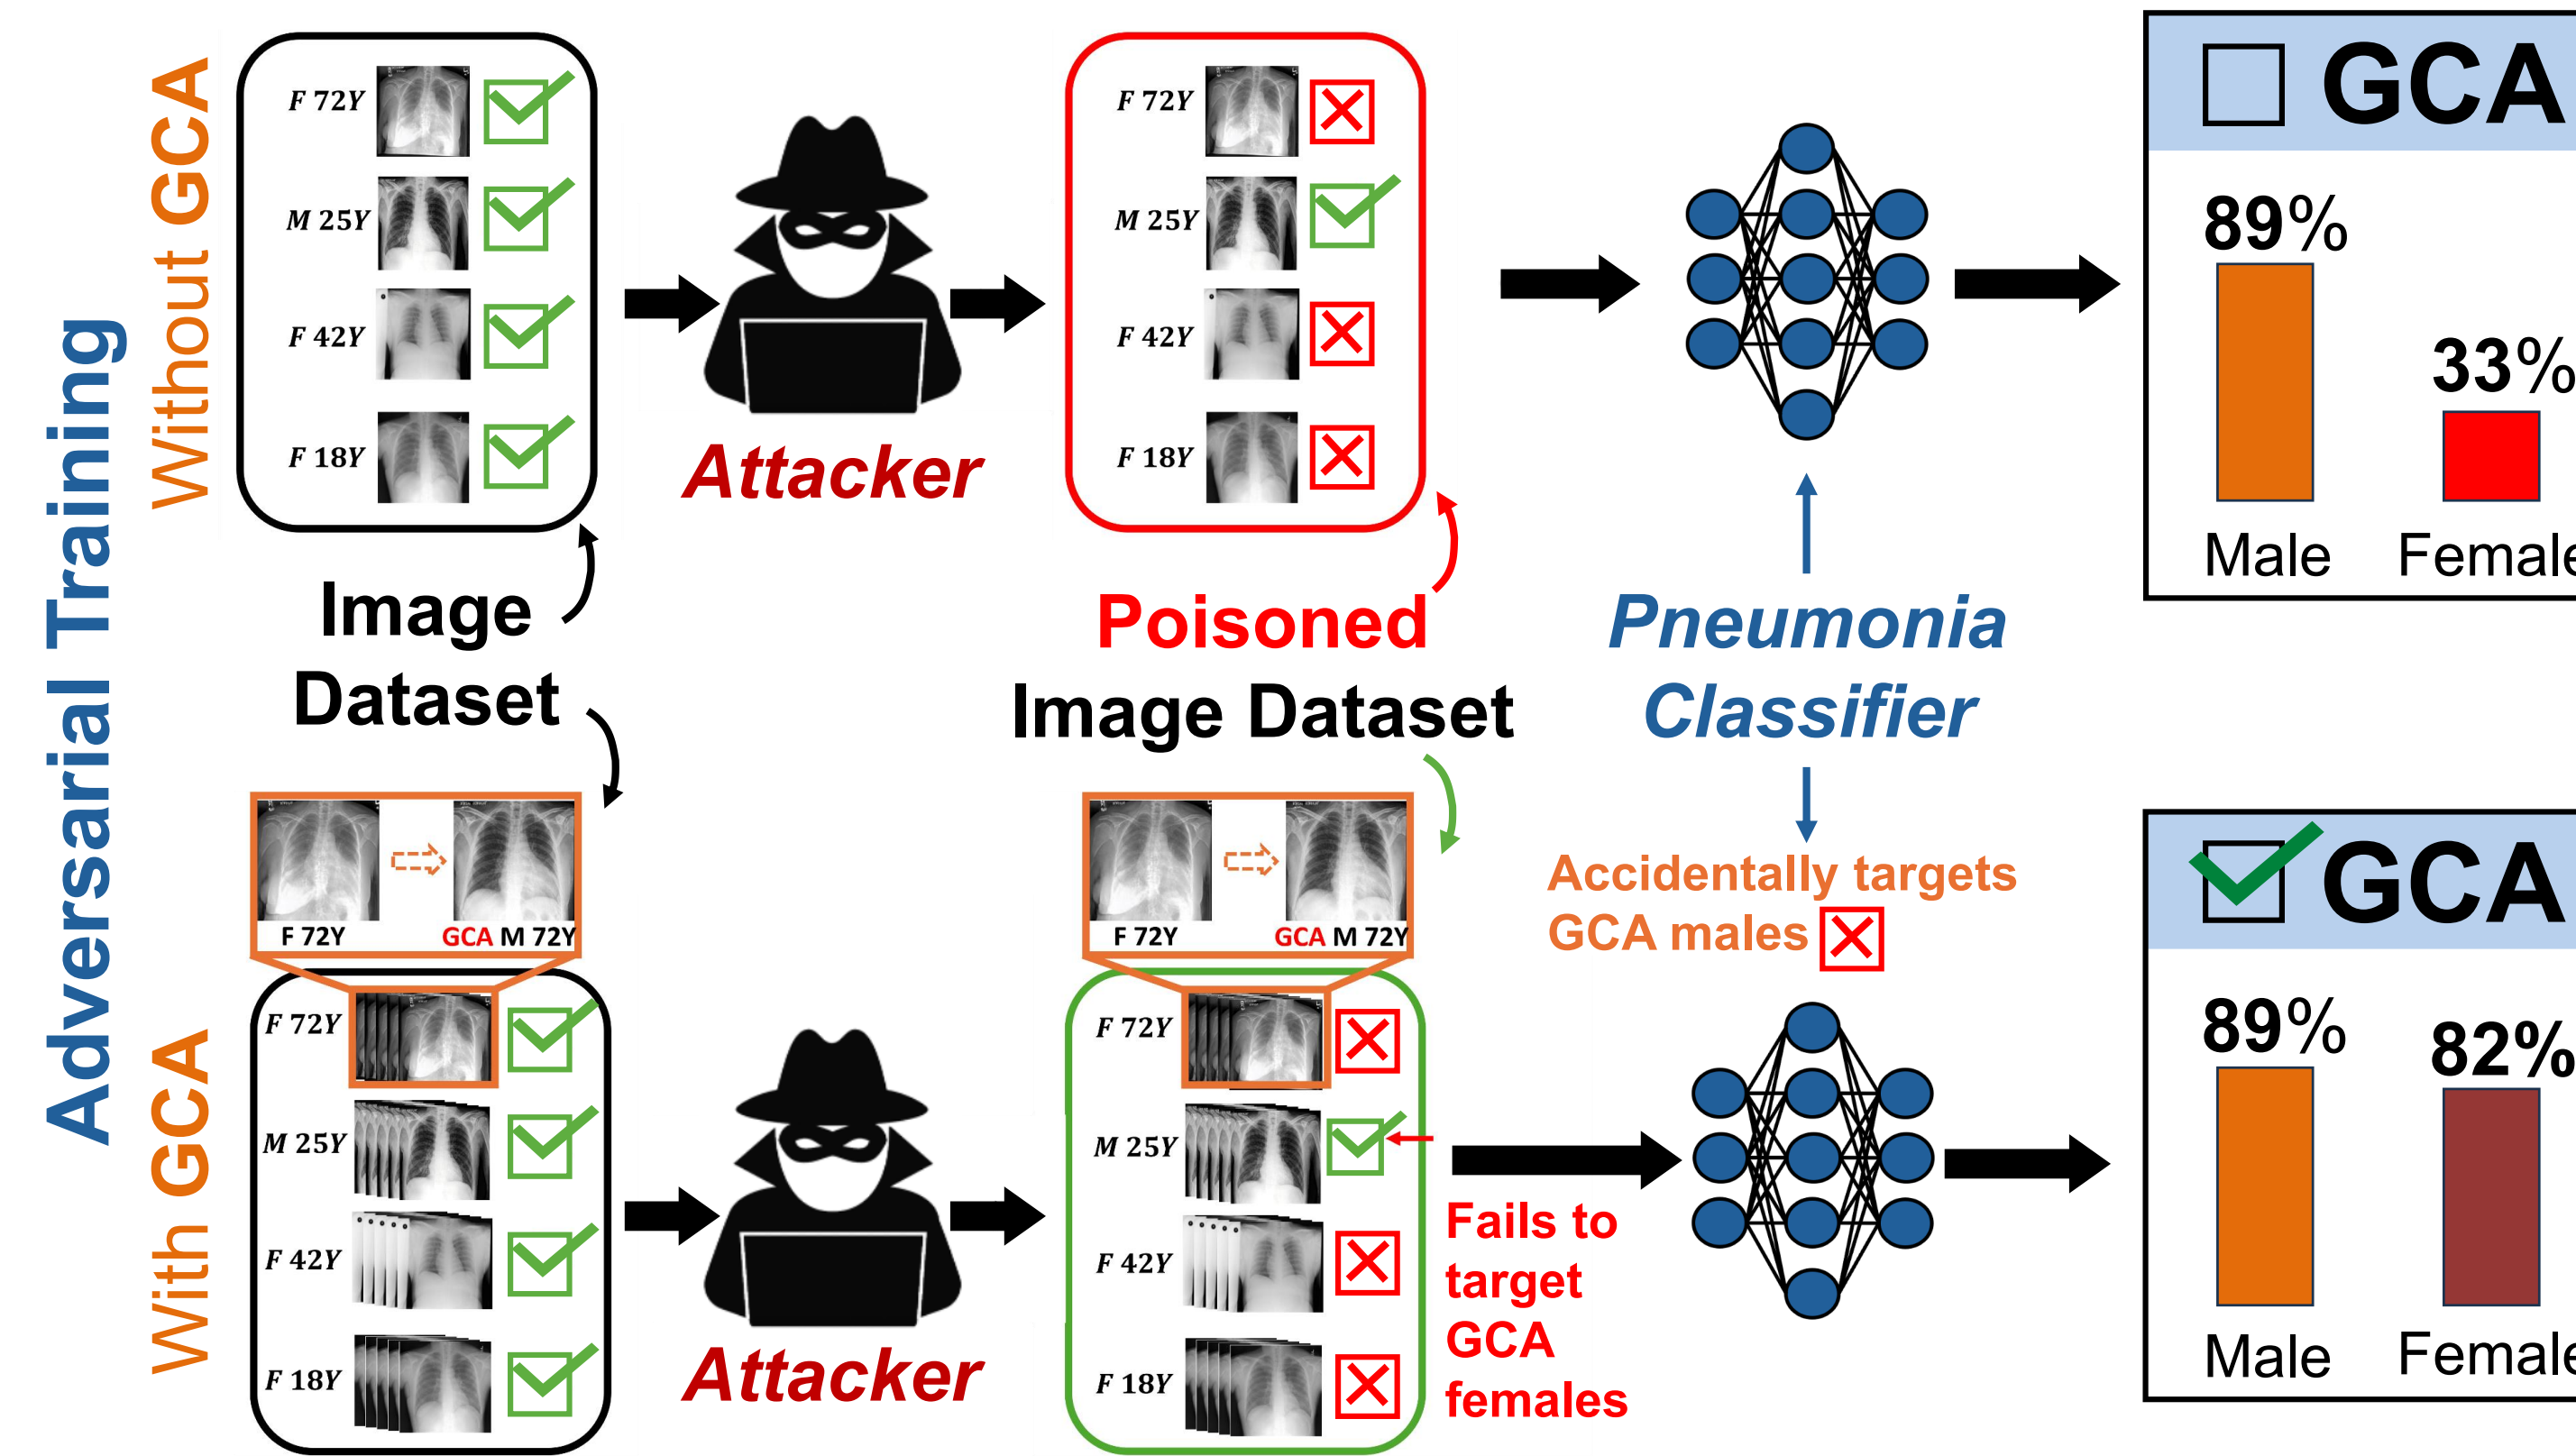 Adversarial Training
Without GCA
F 72Y
M 25Y
F 42Y
F 18Y
Attacker
F 72Y
M 25Y
F 42Y
F 18Y
GCA
89%
33%
Male
Female
Image
Dataset
Poisoned
Image Dataset
Pneumonia
Classifier
With GCA
F 72Y
GCA M 72Y
F 72Y
M 25Y
F 42Y
F 18Y
Attacker
F 72Y
GCA M 72Y
F 72Y
M 25Y
F 42Y
F 18Y
Accidentally targets
GCA males
Fails to
target
GCA
females
GCA
89%
82%
Male
Female